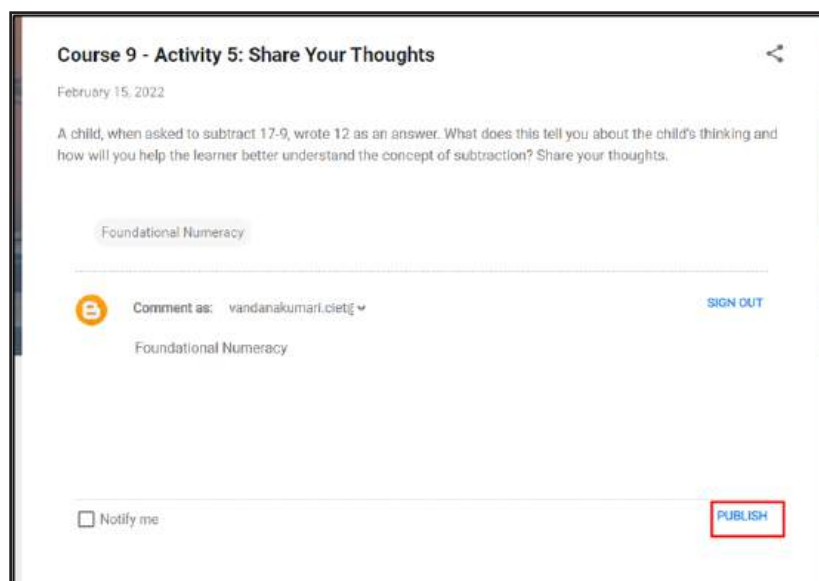 Course 9 - Activity 5: Share Your Thoughts
February 15, 2022
A child, when asked to subtract 17-9, wrote 12 as an answer. What does this tell you about the child's thinking and
how will you help the learner better understand the concept of subtraction? Share your thoughts.
Foundational Numeracy
Comment as: vandanakumari.ciet
SIGN OUT
Foundational Numeracy
Notify me
PUBLISH